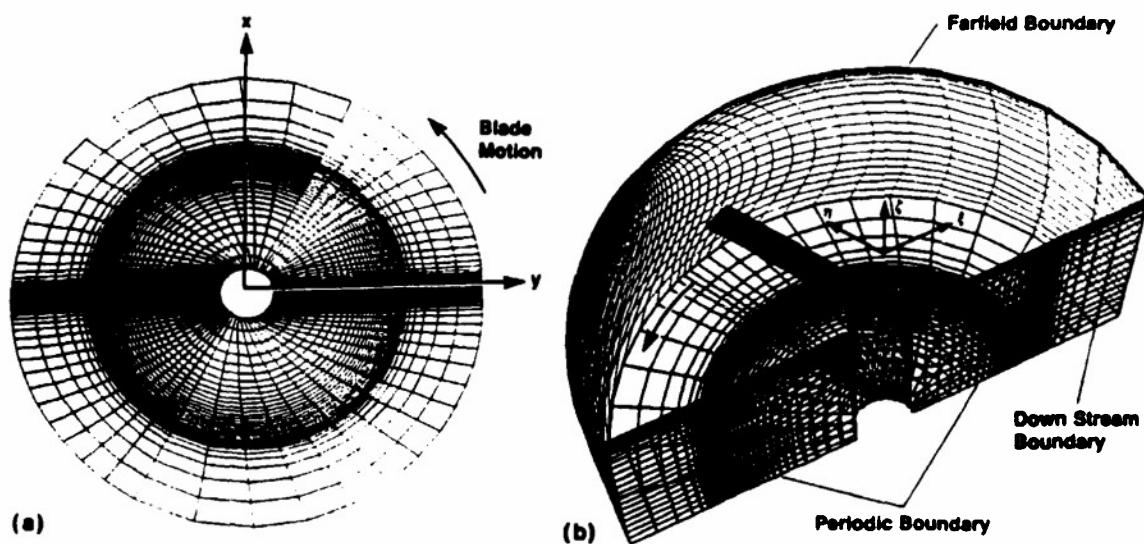 x
Blade
Motion
y
(a)
Farfield Boundary
η
ζ
ξ
Down Stream
Boundary
Periodic Boundary
(b)